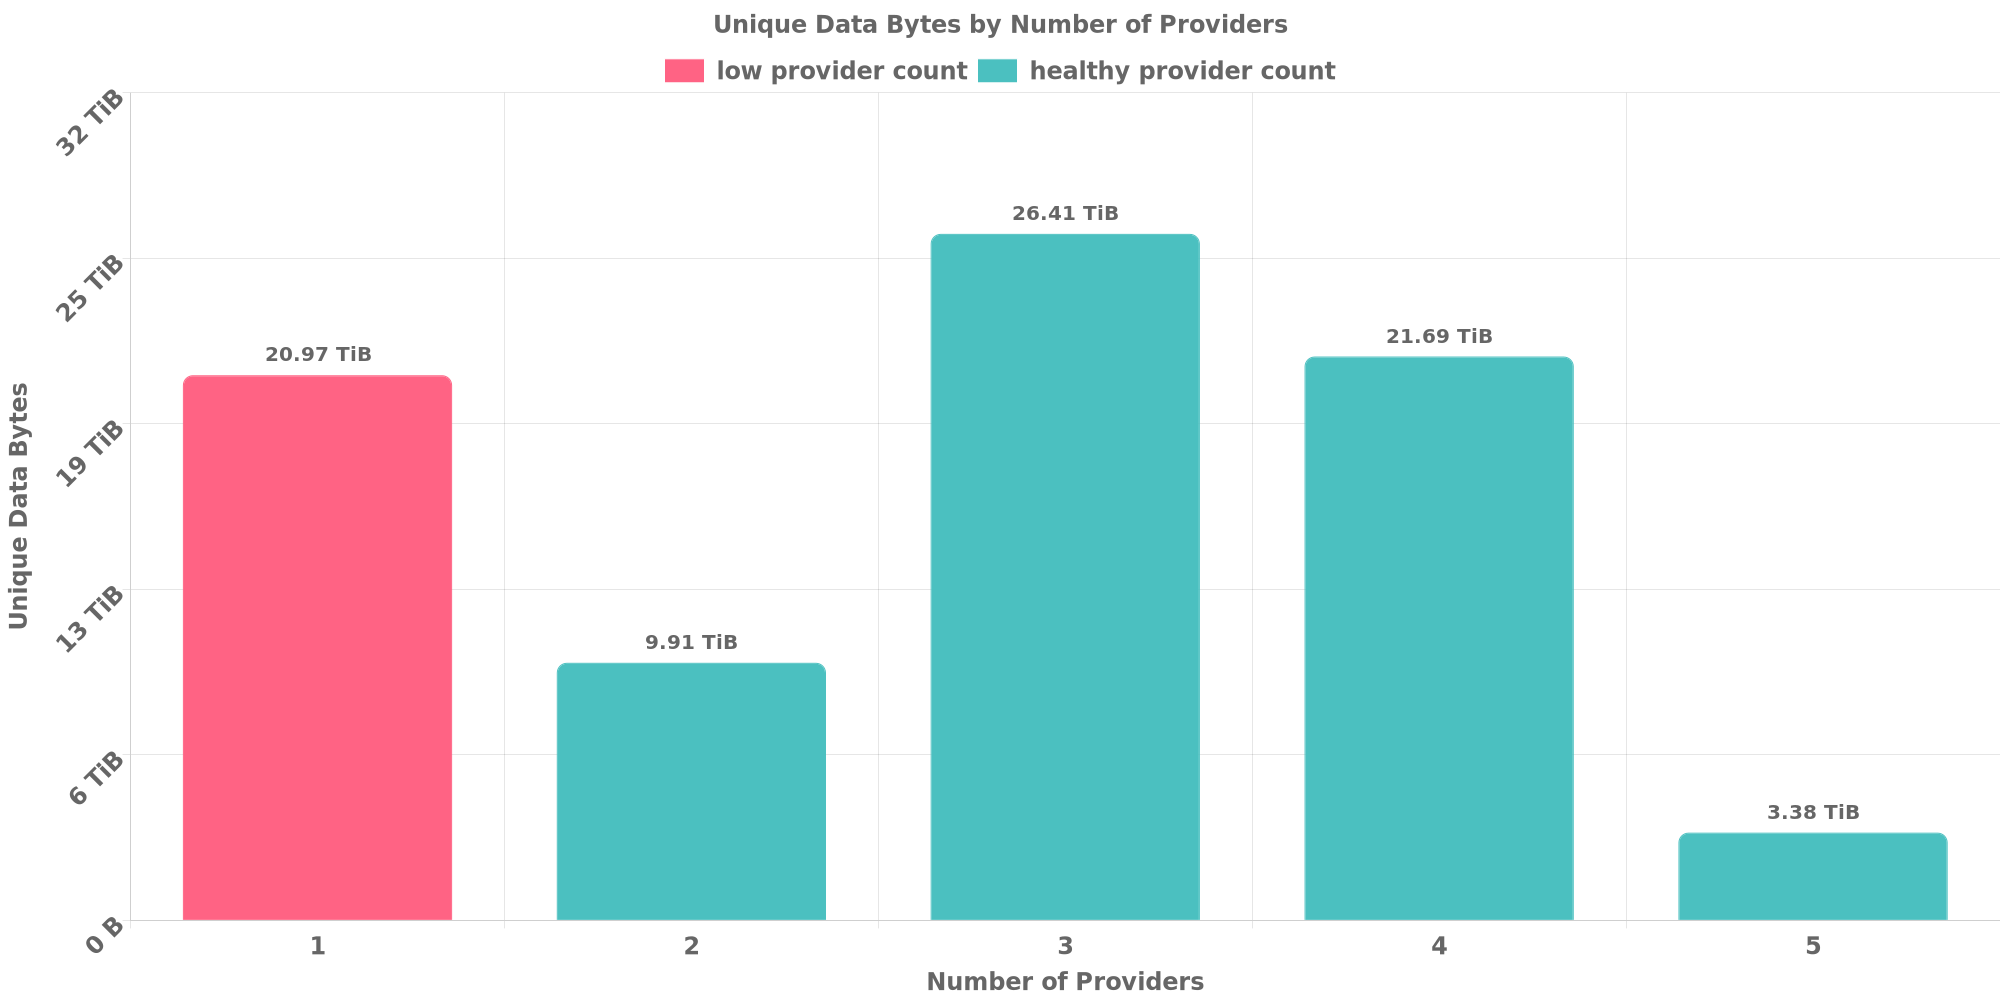 Unique Data Bytes by Number of Providers
low provider count healthy provider count
32 TiB
25 TiB
19 TiB
13 TiB
6 TiB
0 B
Unique Data Bytes
20.97 TiB
9.91 TiB
26.41 TiB
21.69 TiB
3.38 TiB
1 2 3 4 5
Number of Providers